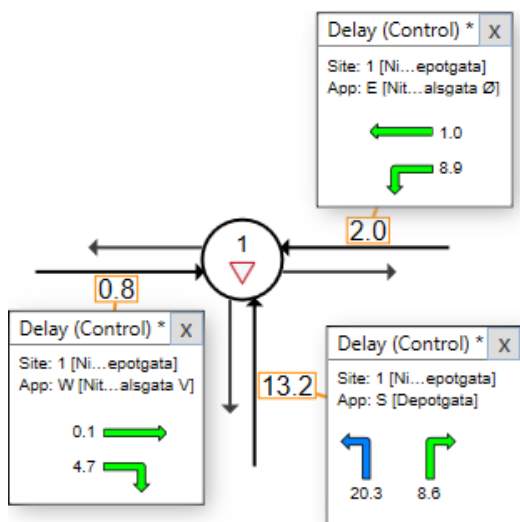 Delay (Control) * x
Site: 1 [Ni...epotgata]
App: E [Nit...alsgata Ø]
1.0
8.9
1
2.0
0.8
Delay (Control) * x
Site: 1 [Ni...epotgata]
App: W [Nit...alsgata V]
0.1
4.7
13.2
Delay (Control) * x
Site: 1 [Ni...epotgata]
App: S [Depotgata]
20.3 8.6